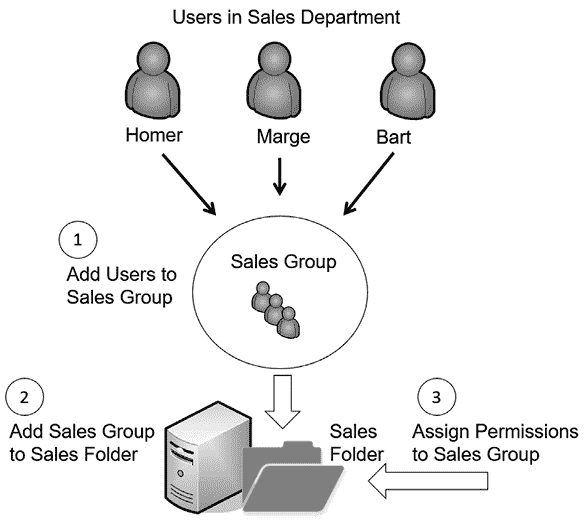 Users in Sales Department
Homer
Marge
Bart
1
Add Users to
Sales Group
Sales Group
2
Add Sales Group
to Sales Folder
Sales
Folder
3
Assign Permissions
to Sales Group